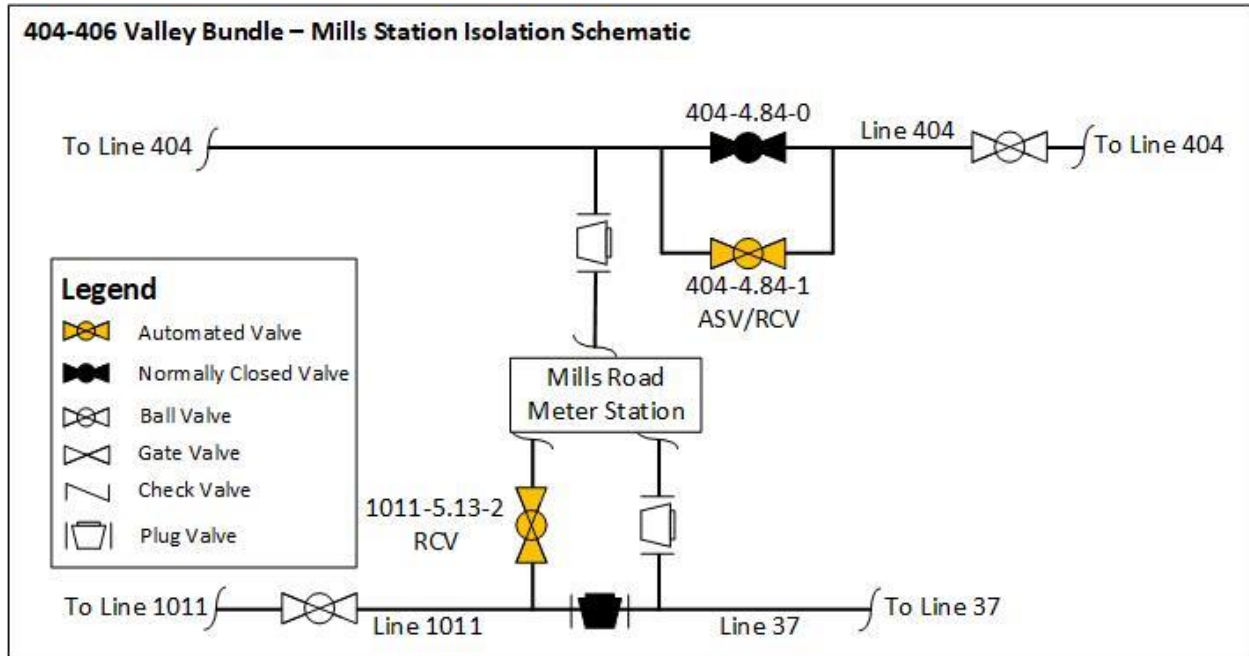 404-406 Valley Bundle – Mills Station Isolation Schematic
404-4.84-0
To Line 404
Line 404
To Line 404
404-4.84-1
ASV/RCV
Legend
Automated Valve
Normally Closed Valve
Ball Valve
Gate Valve
Check Valve
Plug Valve
Mills Road
Meter Station
1011-5.13-2
RCV
To Line 1011
Line 1011
Line 37
To Line 37